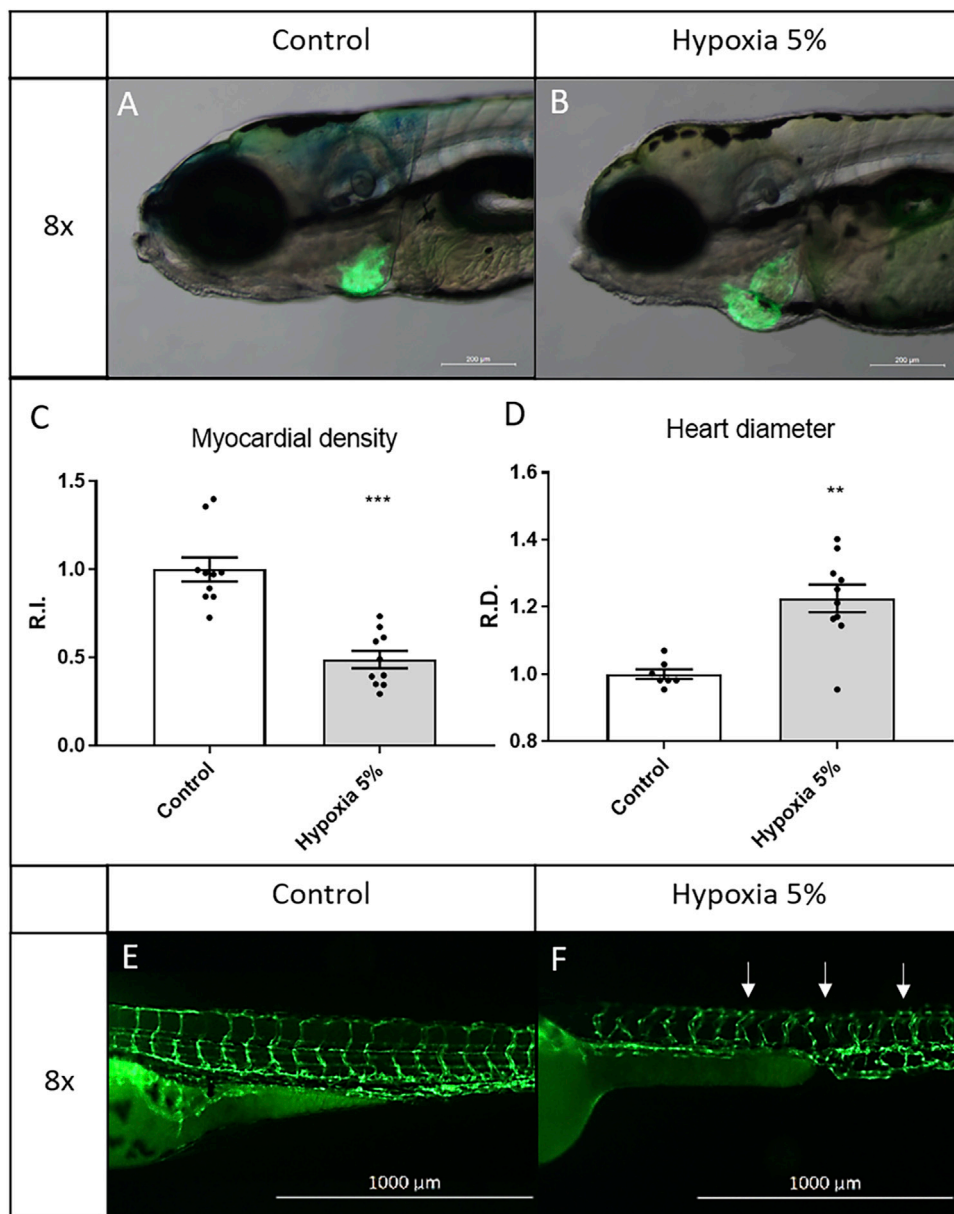 Control
Hypoxia 5%
8x
A
B
200 µm
200 µm
C
Myocardial density
D
Heart diameter
1.5
1.0
0.5
0.0
R.I.
***
Control
Hypoxia 5%
1.6
1.4
1.2
1.0
0.8
R.D.
**
Control
Hypoxia 5%
Control
Hypoxia 5%
8x
E
F
1000 µm
1000 µm